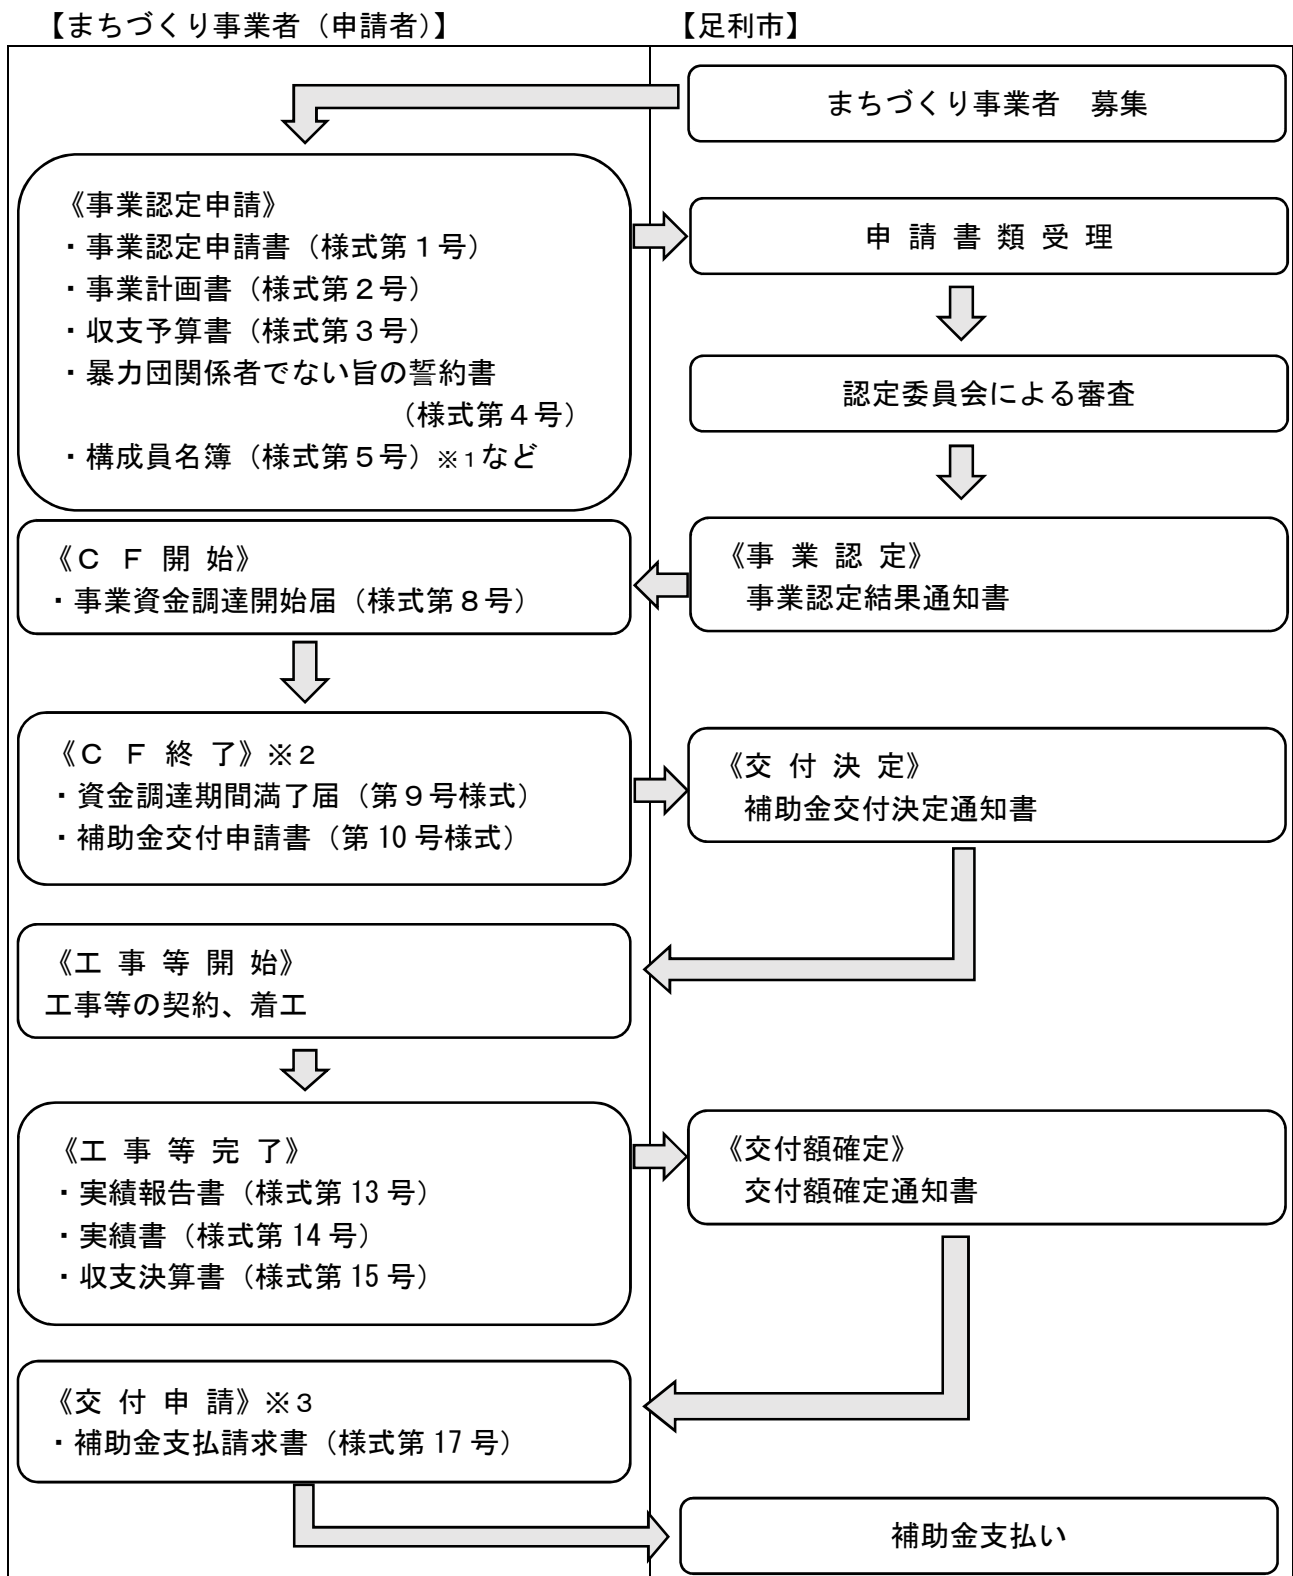 【まちづくり事業者（申請者）】
【足利市】
まちづくり事業者　募集
《事業認定申請》
・事業認定申請書（様式第１号）
・事業計画書（様式第２号）
・収支予算書（様式第３号）
・暴力団関係者でない旨の誓約書
（様式第４号）
・構成員名簿（様式第５号）※１など
申 請 書 類 受 理
認定委員会による審査
《事 業 認 定》
事業認定結果通知書
《Ｃ Ｆ 開 始》
・事業資金調達開始届（様式第８号）
《Ｃ Ｆ 終 了》※２
・資金調達期間満了届（第９号様式）
・補助金交付申請書（第 10 号様式）
《交 付 決 定》
補助金交付決定通知書
《工 事 等 開 始》
工事等の契約、着工
《工 事 等 完 了》
・実績報告書（様式第 13 号）
・実績書（様式第 14 号）
・収支決算書（様式第 15 号）
《交付額確定》
交付額確定通知書
《交 付 申 請》※３
・補助金支払請求書（様式第 17 号）
補助金支払い